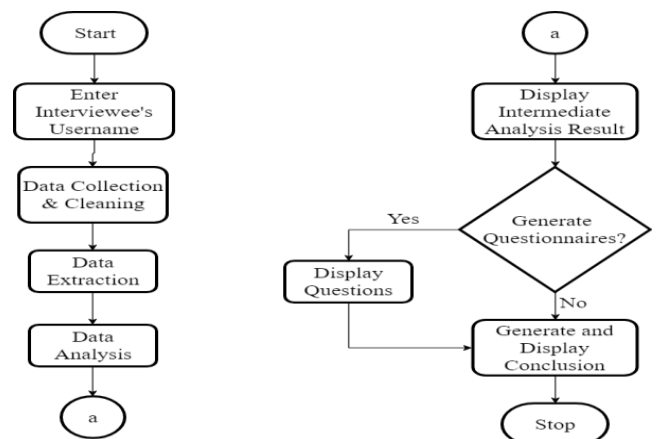 Start
Enter
Interviewee's
Username
Data Collection
& Cleaning
Data
Extraction
Data
Analysis
a
a
Display
Intermediate
Analysis Result
Generate
Questionnaires?
Yes
Display
Questions
No
Generate and
Display
Conclusion
Stop